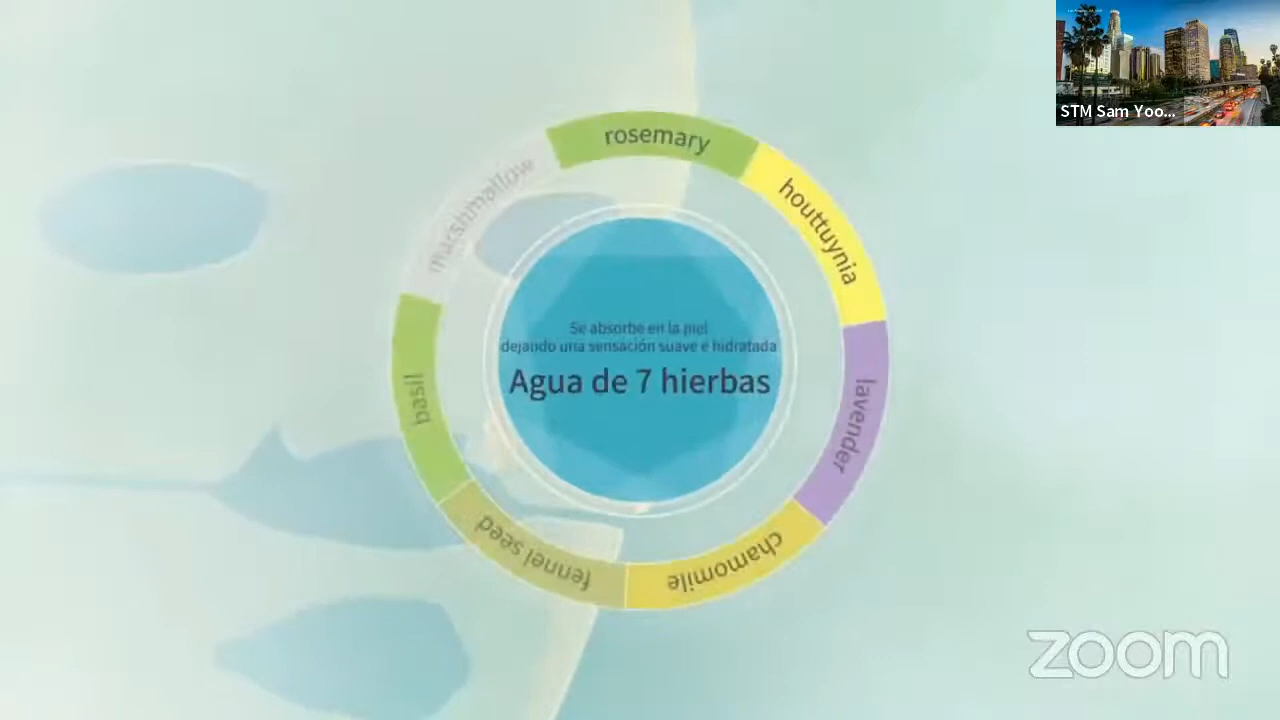 STM Sam Yoo...
rosemary
houttuynia
lavender
chamomile
fennel seed
basil
marshmallow
Se absorbe en la piel
dejando una sensación suave e hidratada
Agua de 7 hierbas
zoom